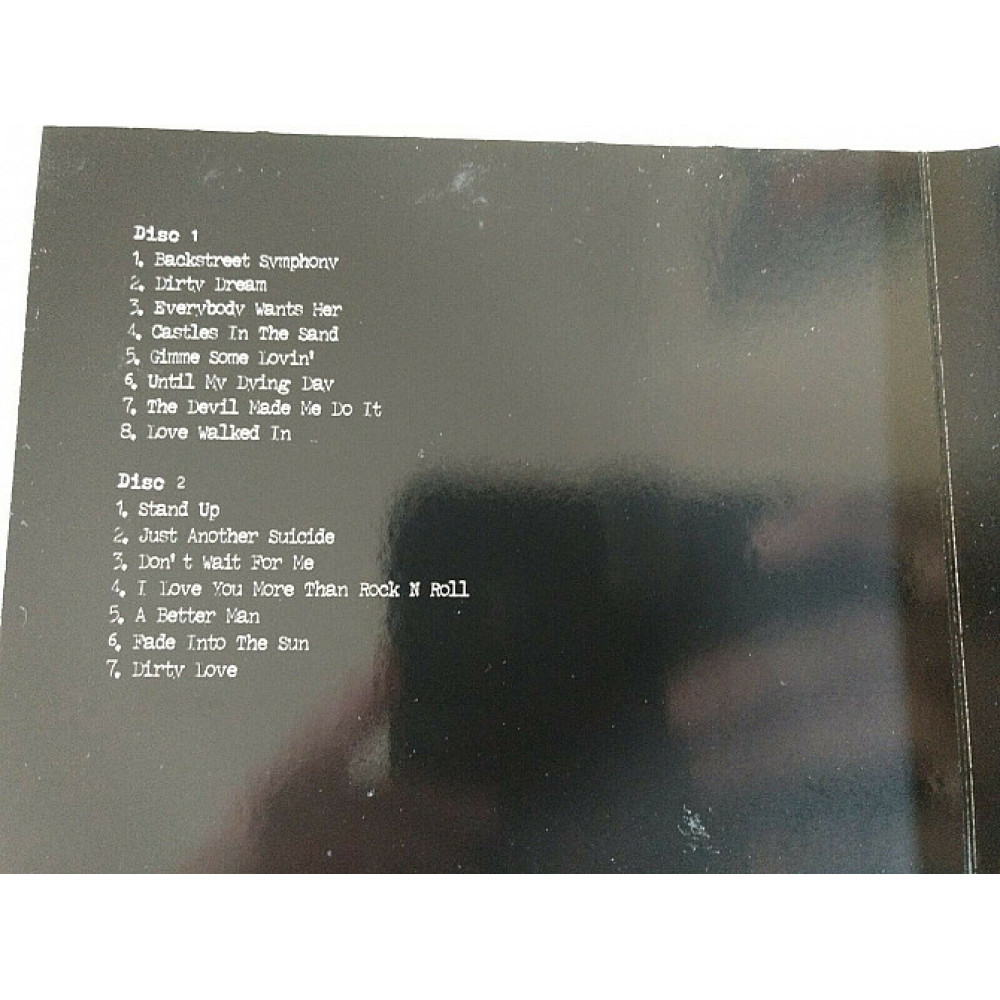 Disc 1
1. Backstreet Symphony
2. Dirty Dream
3. Everybody Wants Her
4. Castles In The Sand
5. Gimme Some Lovin'
6. Until My Dying Day
7. The Devil Made Me Do It
8. Love Walked In
Disc 2
1. Stand Up
2. Just Another Suicide
3. Don't Wait For Me
4. I Love You More Than Rock N Roll
5. A Better Man
6. Fade Into The Sun
7. Dirty Love